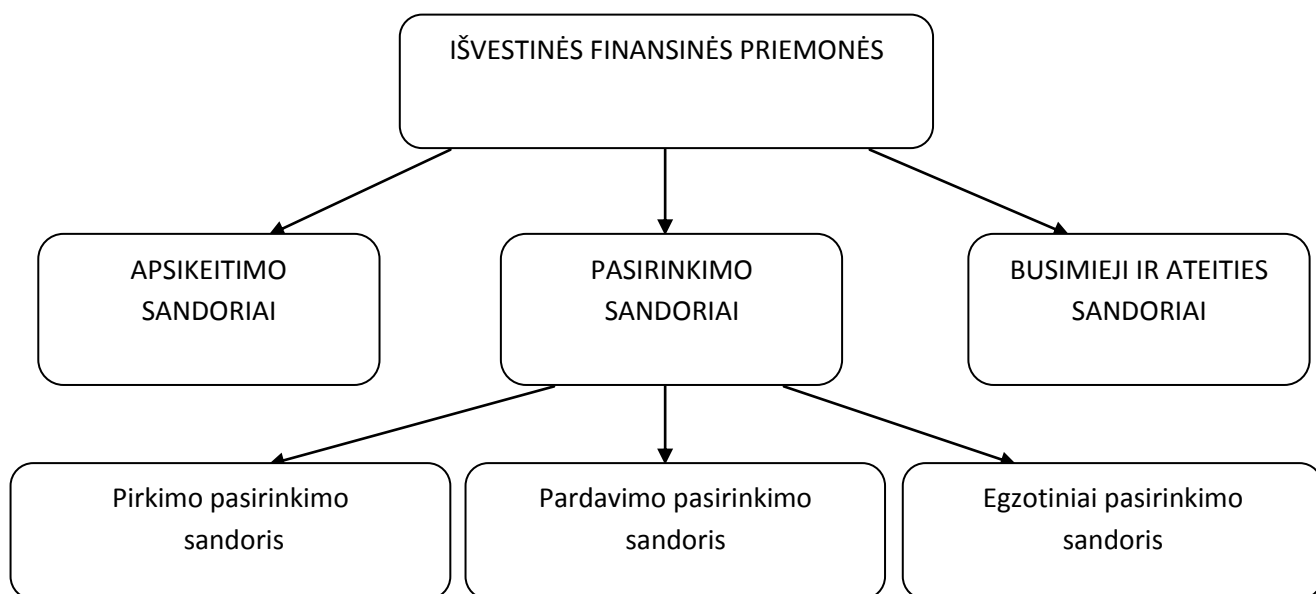 IŠVESTINĖS FINANSINĖS PRIEMONĖS
APSIKEITIMO
SANDORIAI
PASIRINKIMO
SANDORIAI
BUSIMIEJI IR ATEITIES
SANDORIAI
Pirkimo pasirinkimo
sandoris
Pardavimo pasirinkimo
sandoris
Egzotiniai pasirinkimo
sandoris